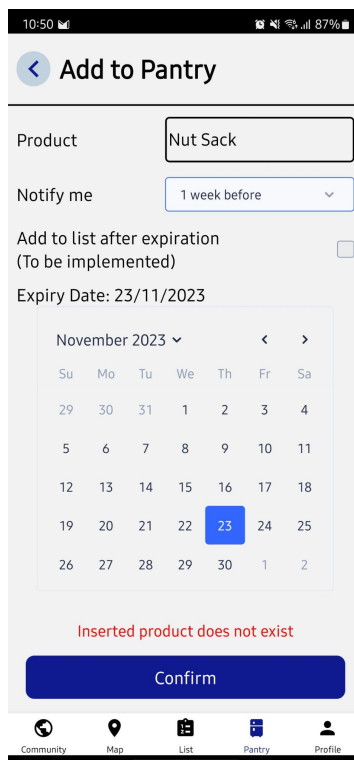 10:50 87%
Add to Pantry
Product Nut Sack
Notify me 1 week before
Add to list after expiration
(To be implemented)
Expiry Date: 23/11/2023
November 2023
Su Mo Tu We Th Fr Sa
29 30 31 1 2 3 4
5 6 7 8 9 10 11
12 13 14 15 16 17 18
19 20 21 22 23 24 25
26 27 28 29 30 1 2
Inserted product does not exist
Confirm
Community Map List Pantry Profile